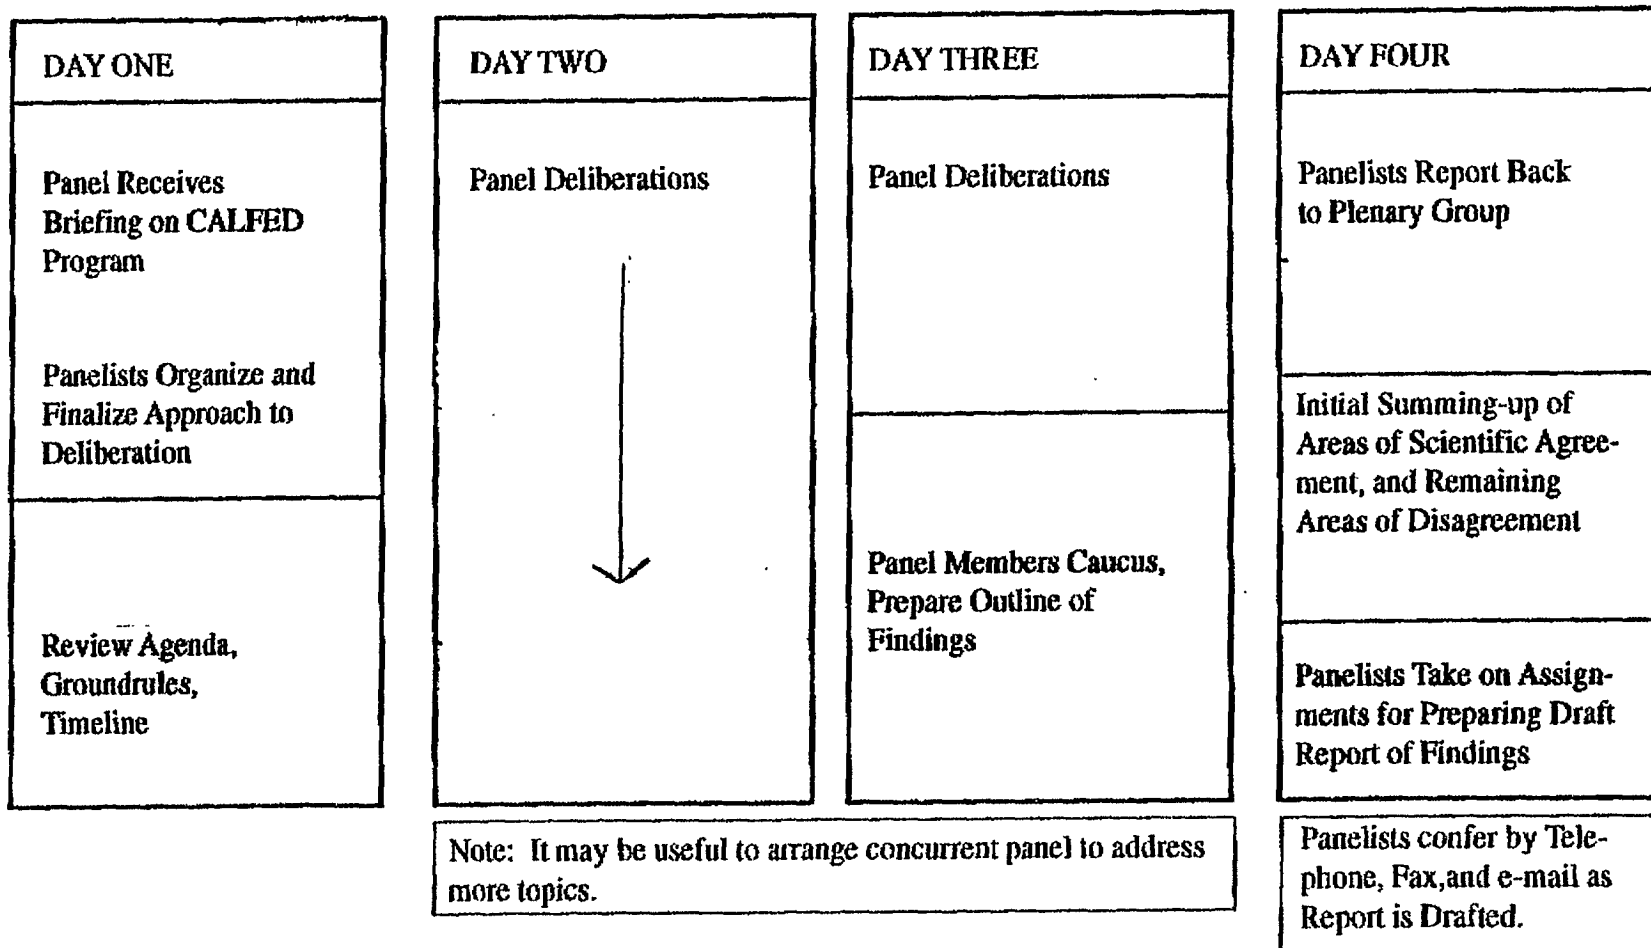 DAY ONE
Panel Receives
Briefing on CALFED
Program
Panelists Organize and
Finalize Approach to
Deliberation
Review Agenda,
Groundrules,
Timeline
DAY TWO
Panel Deliberations
DAY THREE
Panel Deliberations
Panel Members Caucus,
Prepare Outline of
Findings
Note: It may be useful to arrange concurrent panel to address
more topics.
DAY FOUR
Panelists Report Back
to Plenary Group
Initial Summing-up of
Areas of Scientific Agree-
ment, and Remaining
Areas of Disagreement
Panelists Take on Assign-
ments for Preparing Draft
Report of Findings
Panelists confer by Tele-
phone, Fax,and e-mail as
Report is Drafted.